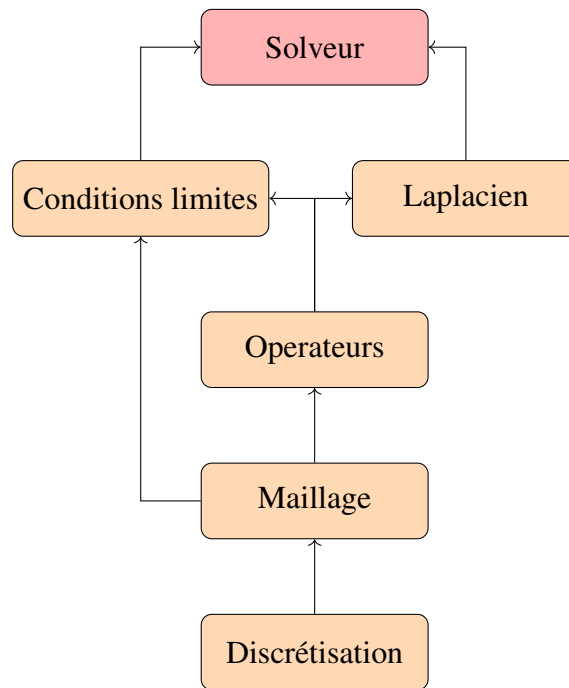 Solveur
Conditions limites
Laplacien
Operateurs
Maillage
Discrétisation